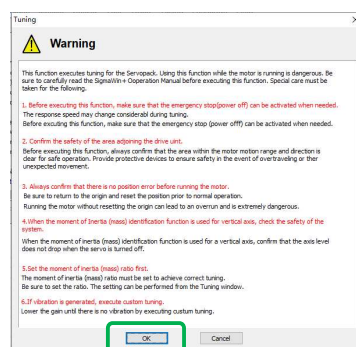 Tuning
Warning
This function executes tuning for the Servopack. Using this function while the motor is running is dangerous. Be
sure to carefully read the SigmaWin+ Opperation Manual before executing this function. Special care must be
taken for the following.
1. Before executing this function, make sure that the emergency stop(power off) can be activated when needed.
The response speed may change considerabl during tuning.
Before executing this function, make sure that the emergency stop (power offf) can be activated when needed.
2. Confirm the safety of the area adjoining the drive uint.
Before executing this function, always confirm that the area within the motor motion range and direction is
clear for safe operation. Provide protective devices to ensure safety in the event of overtraveling or ther
unexpected movement.
3. Always confirm that there is no position error before running the motor.
Be sure to return to the origin and reset the position prior to normal operation.
Running the motor without resetting the origin can lead to an overrun and is extremely dangerous.
4.When the moment of Inertia (mass) identification function is used for vertical axis, check the safety of the
system.
When the moment of inertia (mass) identification function is used for a vertical axis, confirm that the axis level
does not drop when the servo is turned off.
5.Set the moment of inertia (mass) ratio first.
The moment of inertia (mass) ratio must be set to achieve correct tuning.
Be sure to set the ratio. The setting can be performed from the Tuning window.
6.If vibration is generated, execute custom tuning.
Lower the gain until there is no vibration by executing custum tuning.
OK
Cancel